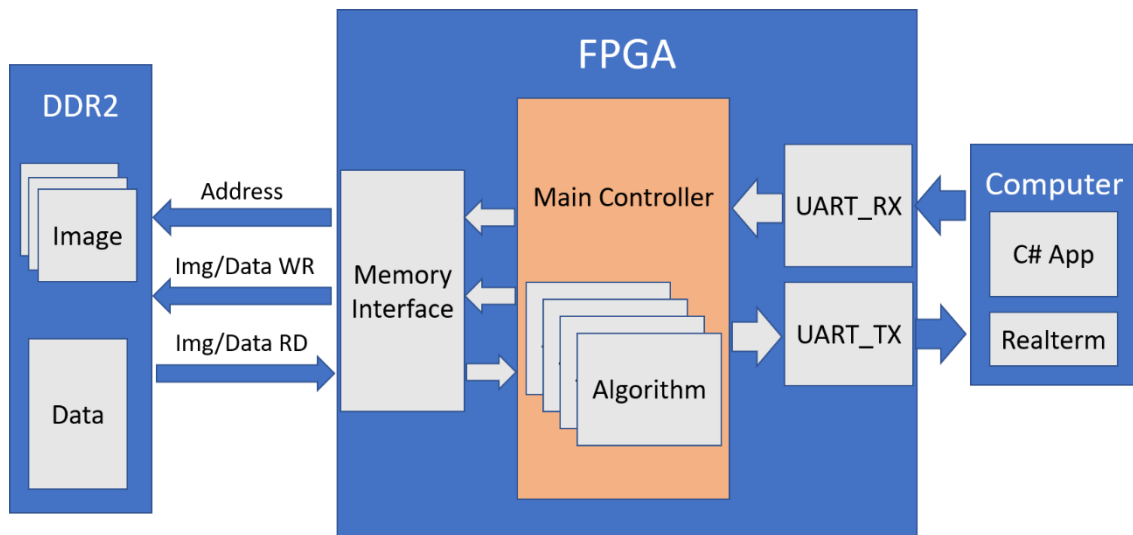 FPGA
DDR2
Image
Data
Address
Img/Data WR
Img/Data RD
Memory
Interface
Main Controller
Algorithm
UART_RX
UART_TX
Computer
C# App
Realterm